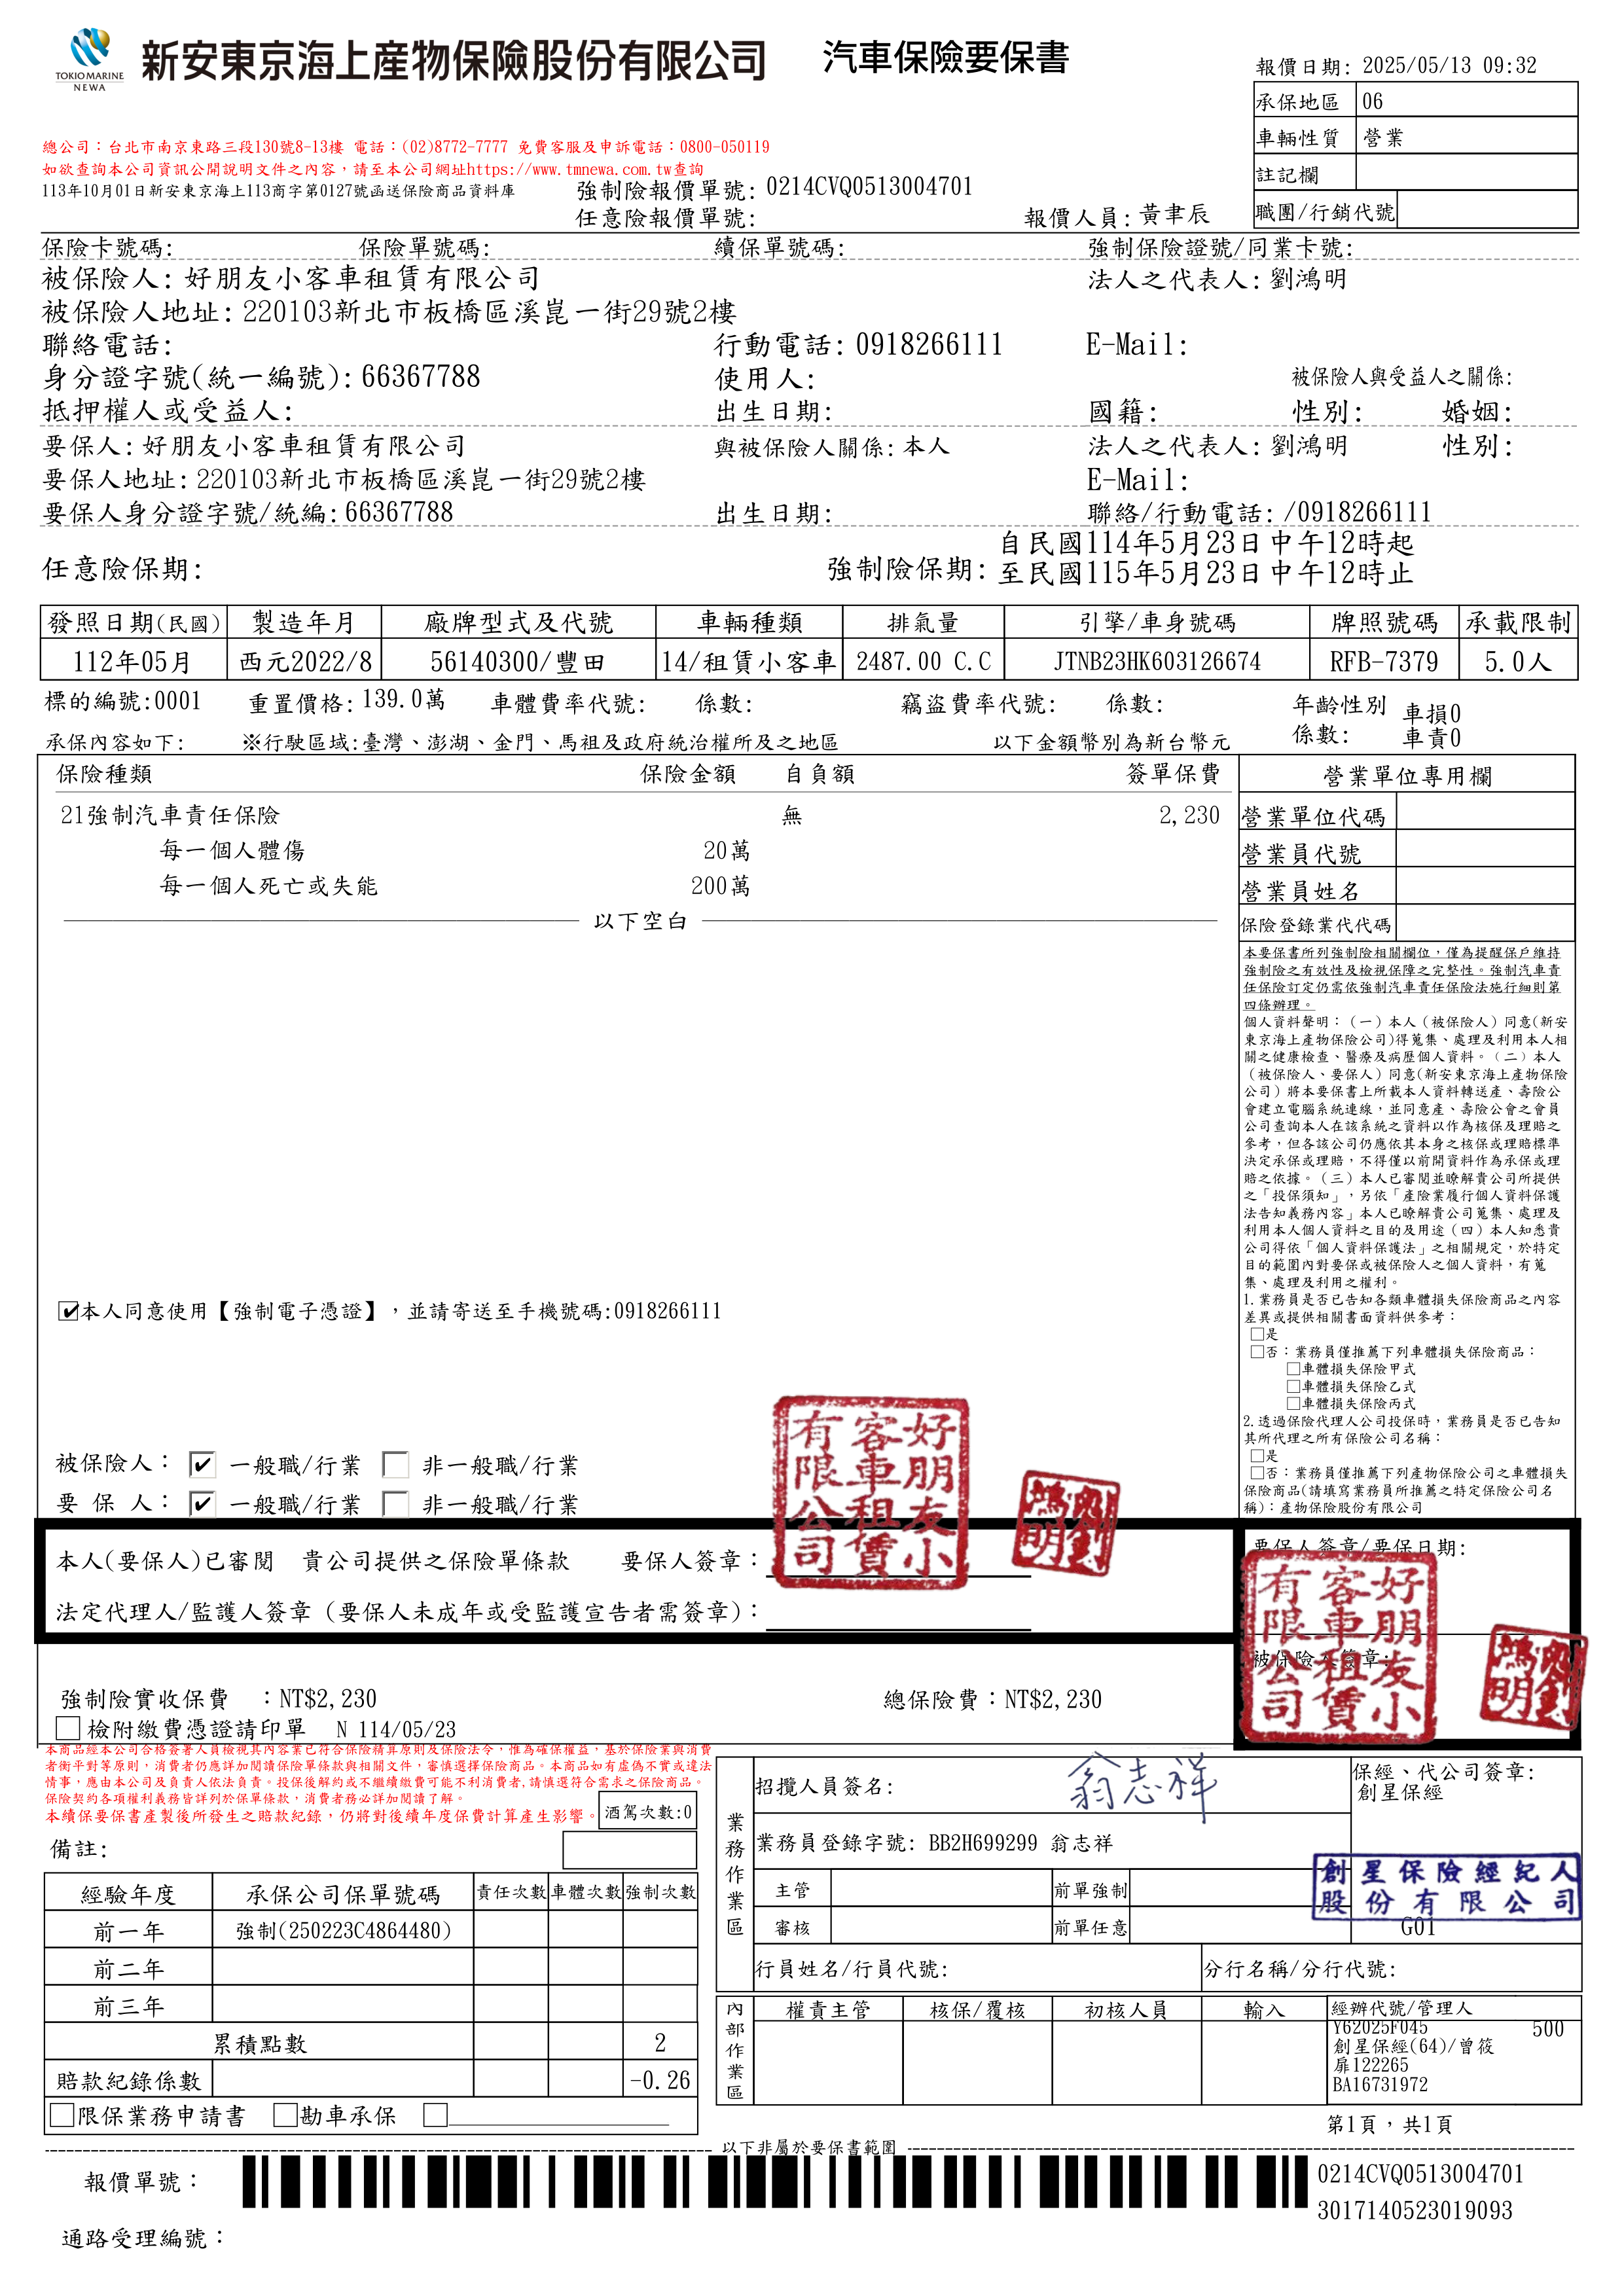 TOKIO MARINE
NEWA
新安東京海上產物保險股份有限公司 汽車保險要保書
報價日期: 2025/05/13 09:32
承保地區 06
車輛性質 營業
註記欄
職團/行銷代號
總公司：台北市南京東路三段130號8-13樓 電話：(02)8772-7777 免費客服及申訴電話：0800-050119
如欲查詢本公司資訊公開說明文件之內容，請至本公司網址https://www.tmnewa.com.tw查詢
113年10月01日新安東京海上113商字第0127號函送保險商品資料庫
強制險報價單號: 0214CVQ0513004701
任意險報價單號: 報價人員: 黃聿辰
保險卡號碼: 保險單號碼: 續保單號碼: 強制保險證號/同業卡號:
被保險人: 好朋友小客車租賃有限公司 法人之代表人: 劉鴻明
被保險人地址: 220103新北市板橋區溪崑一街29號2樓
聯絡電話: 行動電話: 0918266111 E-Mail:
身分證字號(統一編號): 66367788 使用人: 被保險人與受益人之關係:
抵押權人或受益人: 出生日期: 國籍: 性別: 婚姻:
要保人: 好朋友小客車租賃有限公司 與被保險人關係: 本人 法人之代表人: 劉鴻明 性別:
要保人地址: 220103新北市板橋區溪崑一街29號2樓 E-Mail:
要保人身分證字號/統編: 66367788 出生日期: 聯絡/行動電話: /0918266111
任意險保期: 強制險保期: 自民國114年5月23日中午12時起
至民國115年5月23日中午12時止
發照日期(民國) 製造年月 廠牌型式及代號 車輛種類 排氣量 引擎/車身號碼 牌照號碼 承載限制
112年05月 西元2022/8 56140300/豐田 14/租賃小客車 2487.00 C.C JTNB23HK603126674 RFB-7379 5.0人
標的編號:0001 重置價格: 139.0萬 車體費率代號: 係數: 竊盜費率代號: 係數: 年齡性別 車損0
係數: 車責0
承保內容如下: ※行駛區域:臺灣、澎湖、金門、馬祖及政府統治權所及之地區 以下金額幣別為新台幣元
保險種類 保險金額 自負額 簽單保費
21強制汽車責任保險 無 2,230
每一個人體傷 20萬
每一個人死亡或失能 200萬
以下空白
營業單位專用欄
營業單位代碼
營業員代號
營業員姓名
保險登錄業代代碼
本要保書所列強制險相關欄位，僅為提醒保戶維持
強制險之有效性及檢視保障之完整性。強制汽車責
任保險訂定仍需依強制汽車責任保險法施行細則第
四條辦理。
個人資料聲明：（一）本人（被保險人）同意(新安
東京海上產物保險公司)得蒐集、處理及利用本人相
關之健康檢查、醫療及病歷個人資料。（二）本人
（被保險人、要保人）同意(新安東京海上產物保險
公司）將本要保書上所載本人資料轉送產、壽險公
會建立電腦系統連線，並同意產、壽險公會之會員
公司查詢本人在該系統之資料以作為核保及理賠之
參考，但各該公司仍應依其本身之核保或理賠標準
決定承保或理賠，不得僅以前開資料作為承保或理
賠之依據。（三）本人已審閱並瞭解貴公司所提供
之「投保須知」，另依「產險業履行個人資料保護
法告知義務內容」本人已瞭解貴公司蒐集、處理及
利用本人個人資料之目的及用途（四）本人知悉貴
公司得依「個人資料保護法」之相關規定，於特定
目的範圍內對要保或被保險人之個人資料，有蒐
集、處理及利用之權利。
1.業務員是否已告知各類車體損失保險商品之內容
差異或提供相關書面資料供參考：
□是
□否：業務員僅推薦下列車體損失保險商品：
□車體損失保險甲式
□車體損失保險乙式
□車體損失保險丙式
2.透過保險代理人公司投保時，業務員是否已告知
其所代理之所有保險公司名稱：
□是
□否：業務員僅推薦下列產物保險公司之車體損失
保險商品(請填寫業務員所推薦之特定保險公司名
稱)：產物保險股份有限公司
☑本人同意使用【強制電子憑證】，並請寄送至手機號碼:0918266111
被保險人： ☑ 一般職/行業 □ 非一般職/行業
要 保 人： ☑ 一般職/行業 □ 非一般職/行業
好朋友小客車租賃有限公司
劉鴻明
本人(要保人)已審閱 貴公司提供之保險單條款 要保人簽章：
法定代理人/監護人簽章（要保人未成年或受監護宣告者需簽章)：
要保人簽章/要保日期:
好朋友小客車租賃有限公司
劉鴻明
被保險人簽章:
強制險實收保費 ：NT$2,230 總保險費：NT$2,230
□ 檢附繳費憑證請印單 N 114/05/23
本商品經本公司合格簽署人員檢視其內容業已符合保險精算原則及保險法令，惟為確保權益，基於保險業與消費
者衡平對等原則，消費者仍應詳加閱讀保險單條款與相關文件，審慎選擇保險商品。本商品如有虛偽不實或違法
情事，應由本公司及負責人依法負責。投保後解約或不繼續繳費可能不利消費者,請慎選符合需求之保險商品。
保險契約各項權利義務皆詳列於保單條款，消費者務必詳加閱讀了解。
本續保要保書產製後所發生之賠款紀錄，仍將對後續年度保費計算產生影響。
酒駕次數:0
備註:
經驗年度 承保公司保單號碼 責任次數 車體次數 強制次數
前一年 強制(250223C4864480)
前二年
前三年
累積點數 2
賠款紀錄係數 -0.26
□限保業務申請書 □勘車承保 □
業務作業區
招攬人員簽名: 翁志祥
業務員登錄字號: BB2H699299 翁志祥
主管 前單強制
審核 前單任意
行員姓名/行員代號: 分行名稱/分行代號:
保經、代公司簽章:
創星保經
創星保險經紀人
股份有限公司
G01
內部作業區
權責主管 核保/覆核 初核人員 輸入 經辦代號/管理人
Y62025F045 500
創星保經(64)/曾筱
扉122265
BA16731972
第1頁，共1頁
以下非屬於要保書範圍
報價單號： 0214CVQ0513004701
3017140523019093
通路受理編號：